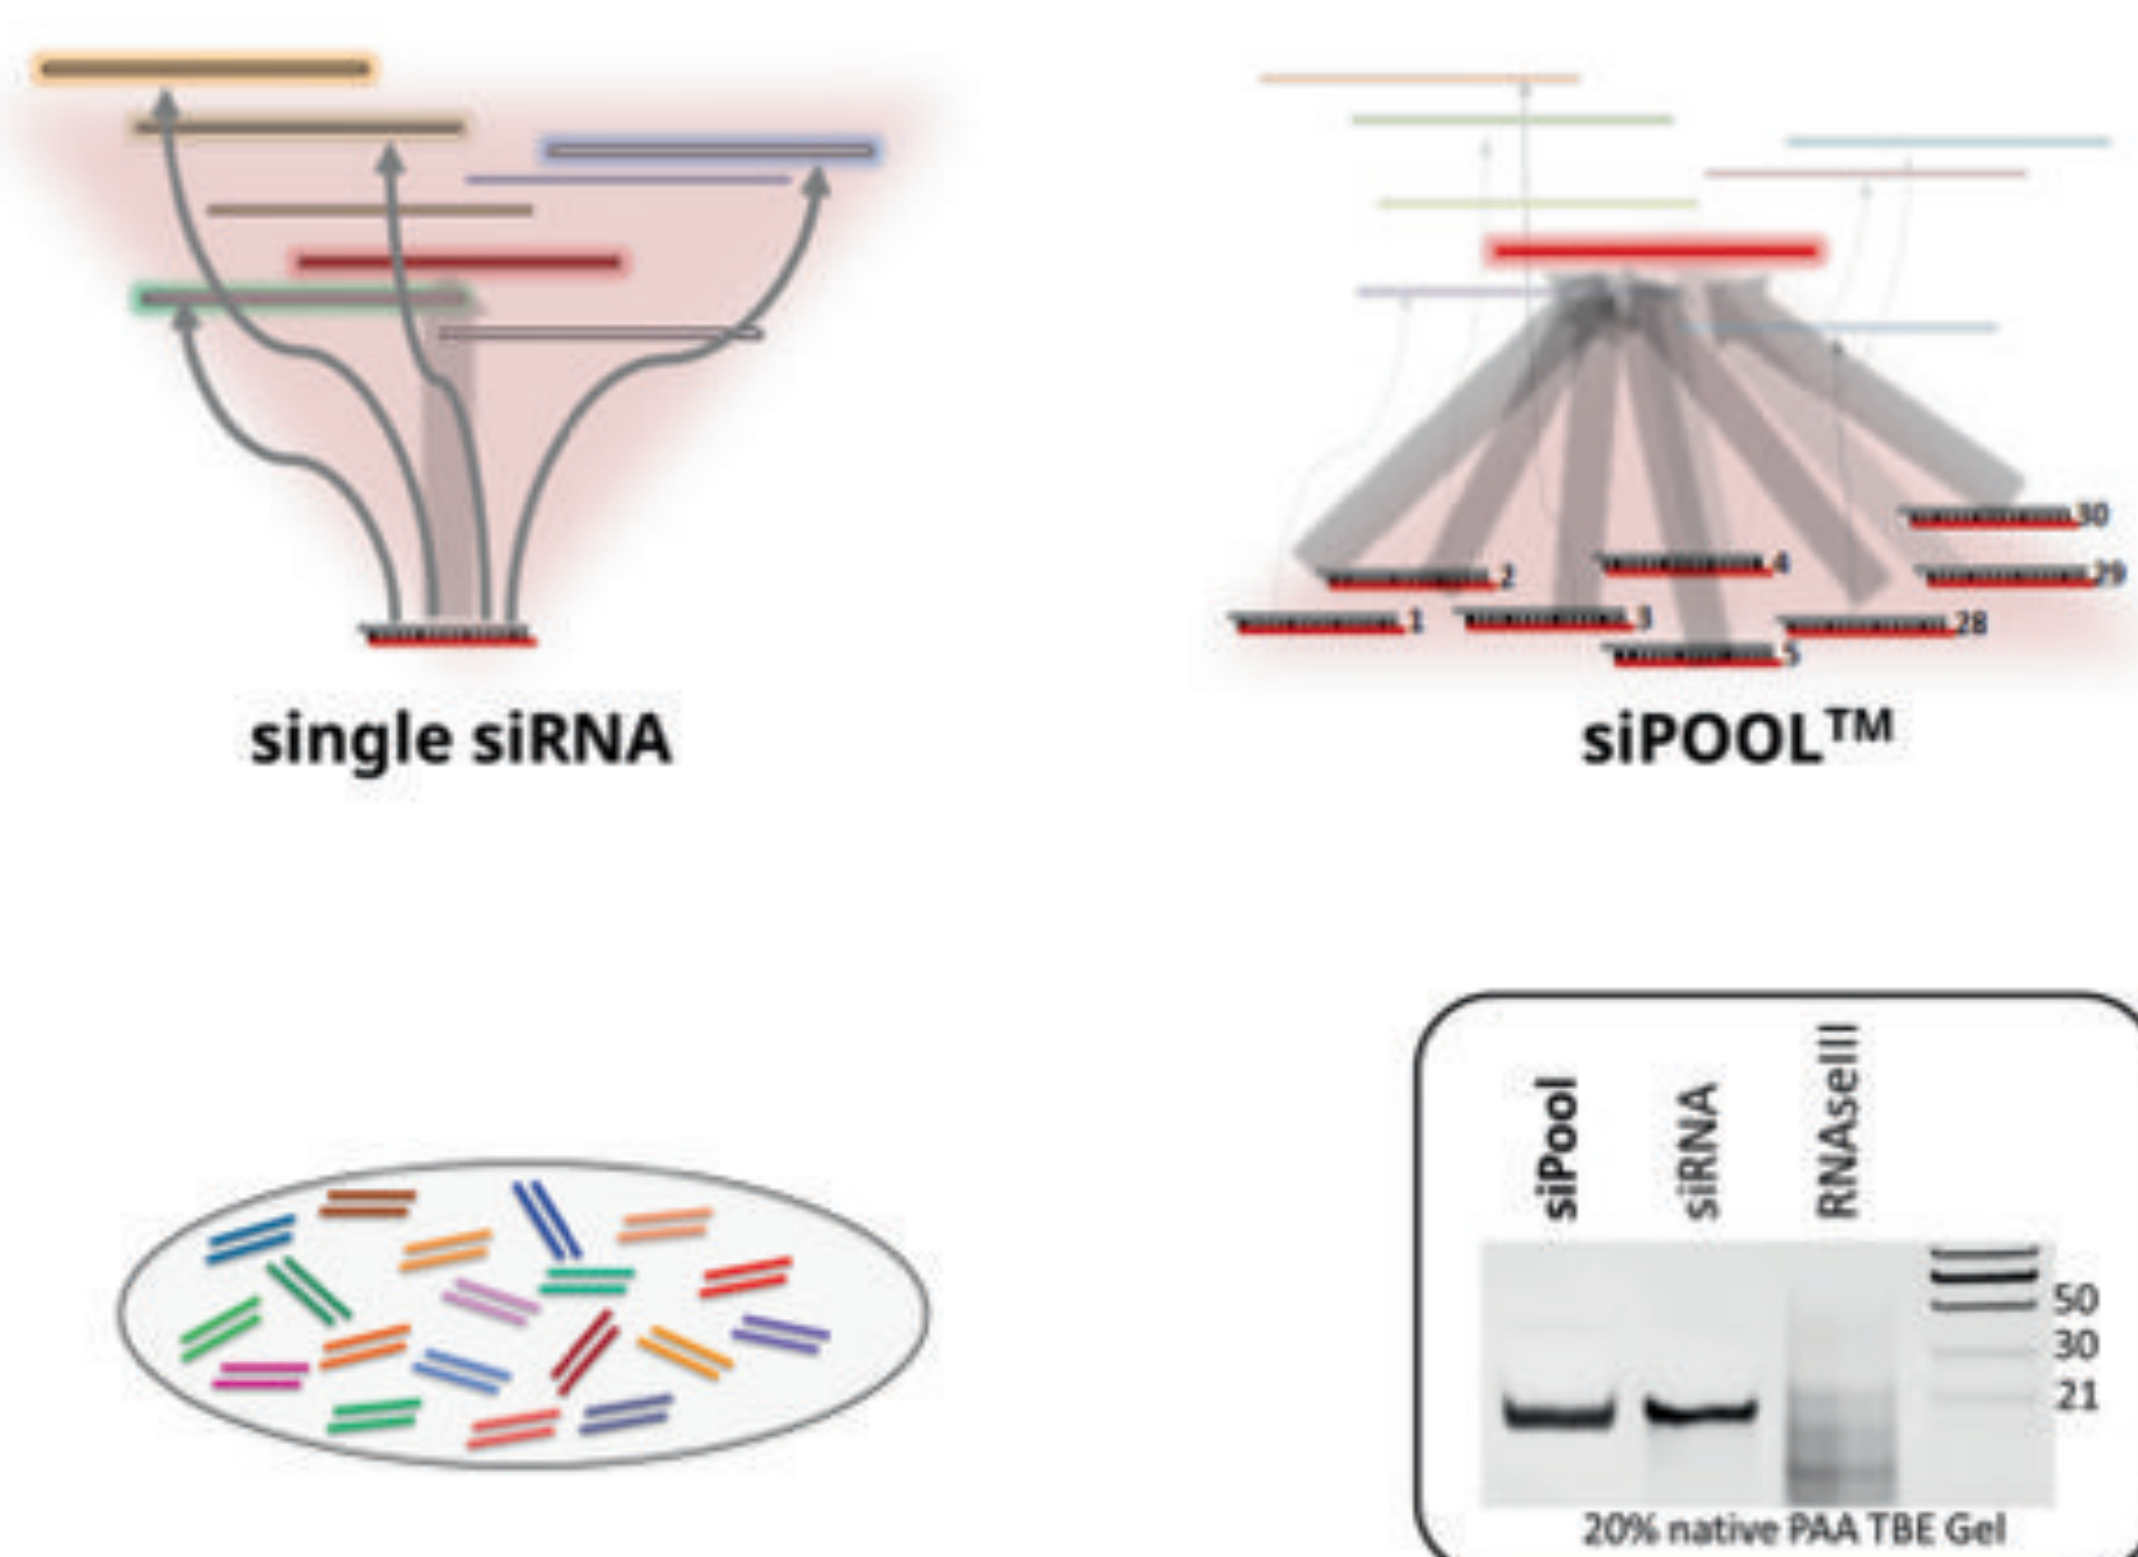 30
4
2
29
1
3
28
5
single siRNA
siPOOL™
siPool
siRNA
RNAseIII
50
30
21
20% native PAA TBE Gel